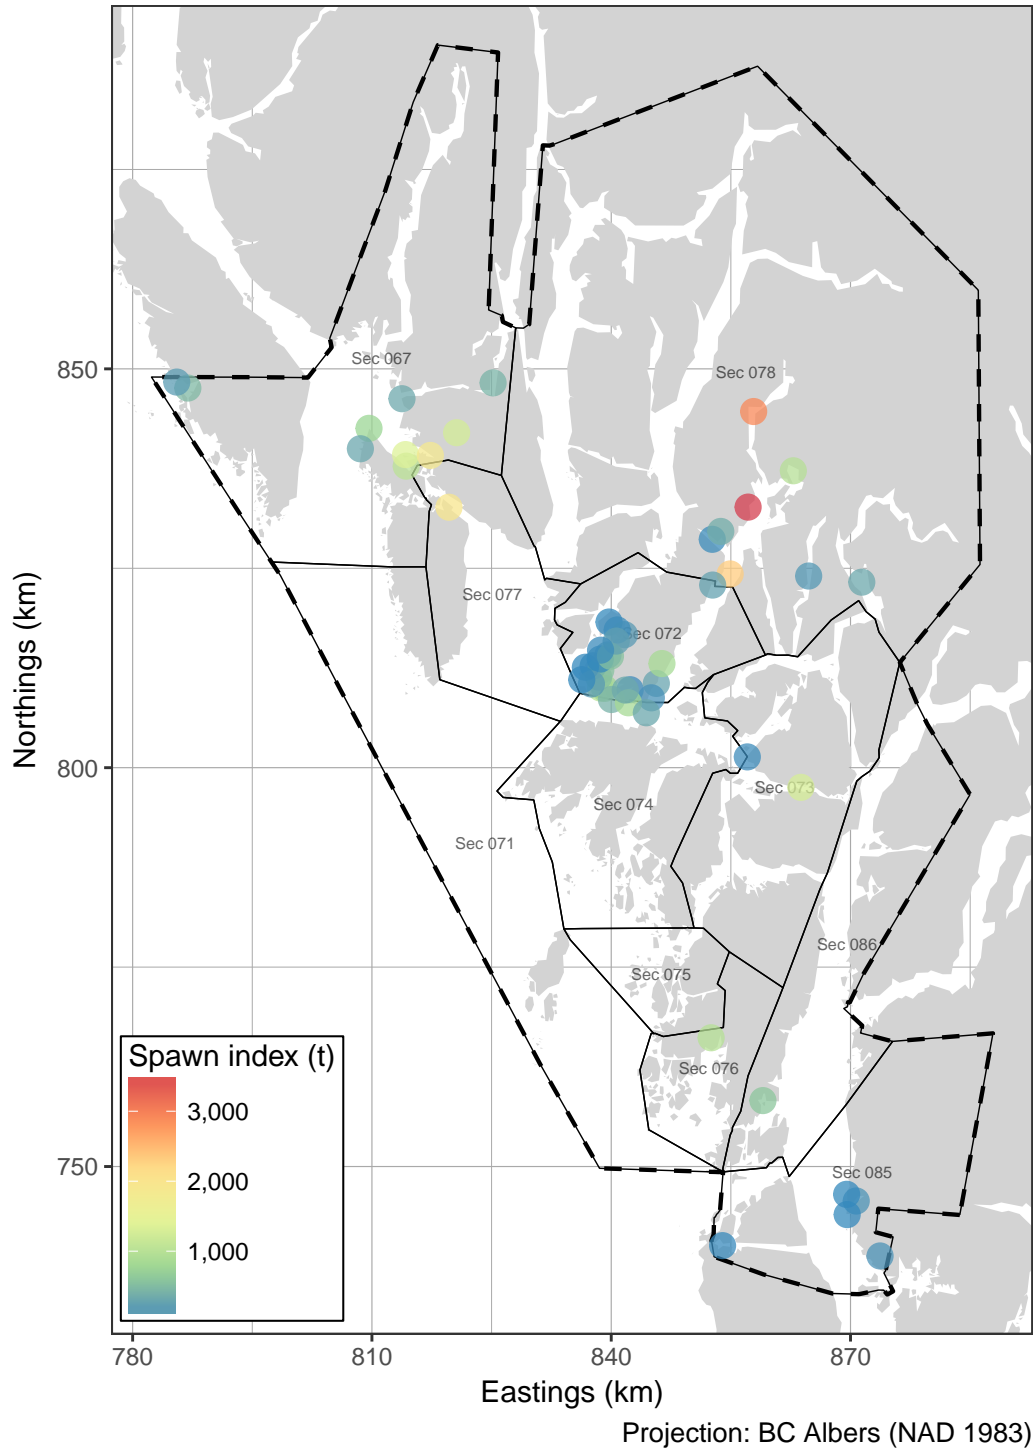 Sec 067
Sec 078
850
Sec 077
Sec 072
Northings (km)
800
Sec 073
Sec 074
Sec 071
Sec 086
Sec 075
Sec 076
Spawn index (t)
3,000
2,000
1,000
750
Sec 085
780
810
840
870
Eastings (km)
Projection: BC Albers (NAD 1983)